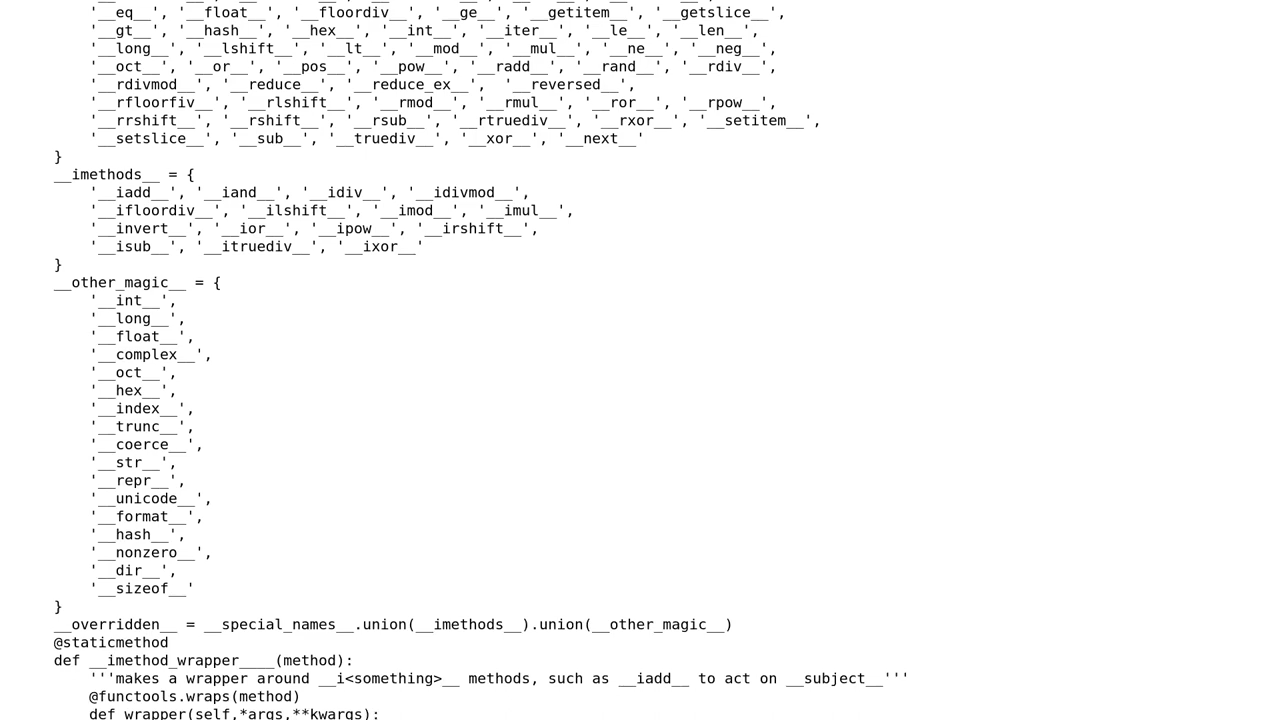 '__eq__', '__float__', '__floordiv__', '__ge__', '__getitem__', '__getslice__',
'__gt__', '__hash__', '__hex__', '__int__', '__iter__', '__le__', '__len__',
'__long__', '__lshift__', '__lt__', '__mod__', '__mul__', '__ne__', '__neg__',
'__oct__', '__or__', '__pos__', '__pow__', '__radd__', '__rand__', '__rdiv__',
'__rdivmod__', '__reduce__', '__reduce_ex__',  '__reversed__',
'__rfloorfiv__', '__rlshift__', '__rmod__', '__rmul__', '__ror__', '__rpow__',
'__rrshift__', '__rshift__', '__rsub__', '__rtruediv__', '__rxor__', '__setitem__',
'__setslice__', '__sub__', '__truediv__', '__xor__', '__next__'
}
__imethods__ = {
'__iadd__', '__iand__', '__idiv__', '__idivmod__',
'__ifloordiv__', '__ilshift__', '__imod__', '__imul__',
'__invert__', '__ior__', '__ipow__', '__irshift__',
'__isub__', '__itruediv__', '__ixor__'
}
__other_magic__ = {
'__int__',
'__long__',
'__float__',
'__complex__',
'__oct__',
'__hex__',
'__index__',
'__trunc__',
'__coerce__',
'__str__',
'__repr__',
'__unicode__',
'__format__',
'__hash__',
'__nonzero__',
'__dir__',
'__sizeof__'
}
__overridden__ = __special_names__.union(__imethods__).union(__other_magic__)
@staticmethod
def __imethod_wrapper____(method):
'''makes a wrapper around __i<something>__ methods, such as __iadd__ to act on __subject__'''
@functools.wraps(method)
def wrapper(self,*args,**kwargs):